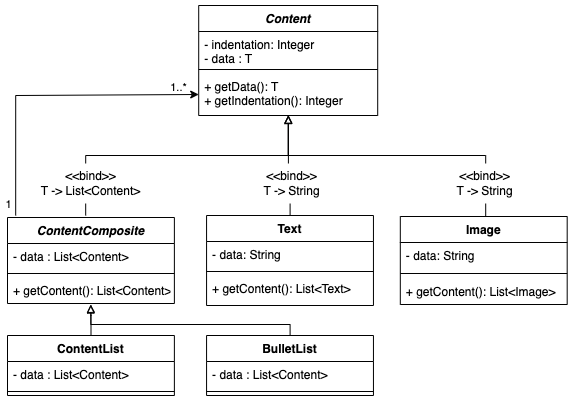 Content
- indentation: Integer
- data : T
+ getData(): T
+ getIndentation(): Integer
1..*
1
<<bind>>
T -> List<Content>
<<bind>>
T -> String
<<bind>>
T -> String
ContentComposite
- data : List<Content>
+ getContent(): List<Content>
Text
- data: String
+ getContent(): List<Text>
Image
- data: String
+ getContent(): List<Image>
ContentList
- data : List<Content>
BulletList
- data : List<Content>